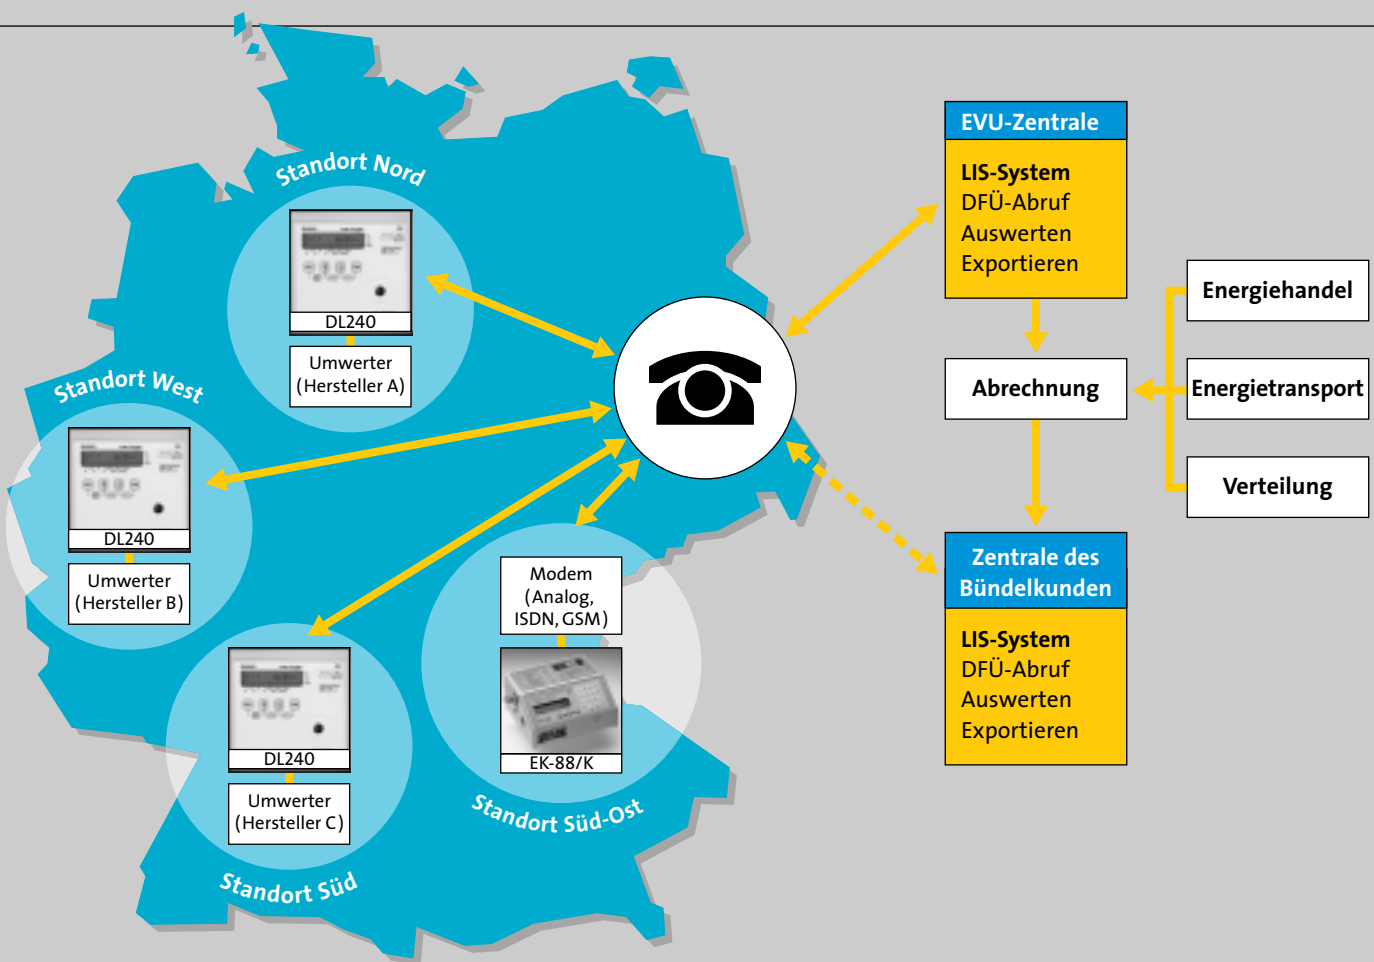 Standort Nord
DL240
Umwerter
(Hersteller A)
Standort West
DL240
Umwerter
(Hersteller B)
DL240
Umwerter
(Hersteller C)
Standort Süd
Modem
(Analog,
ISDN, GSM)
EK-88/K
Standort Süd-Ost
EVU-Zentrale
LIS-System
DFÜ-Abruf
Auswerten
Exportieren
Abrechnung
Energiehandel
Energietransport
Verteilung
Zentrale des
Bündelkunden
LIS-System
DFÜ-Abruf
Auswerten
Exportieren